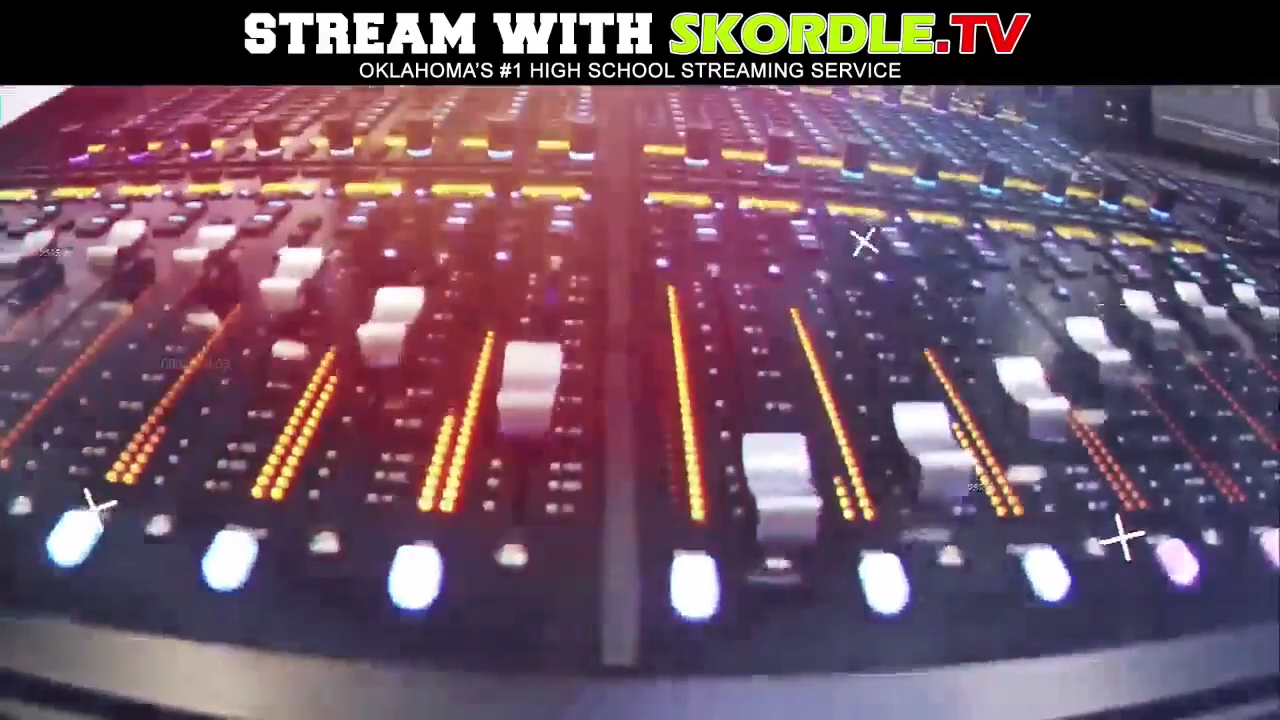 STREAM WITH SKORDLE.TV
OKLAHOMA'S #1 HIGH SCHOOL STREAMING SERVICE